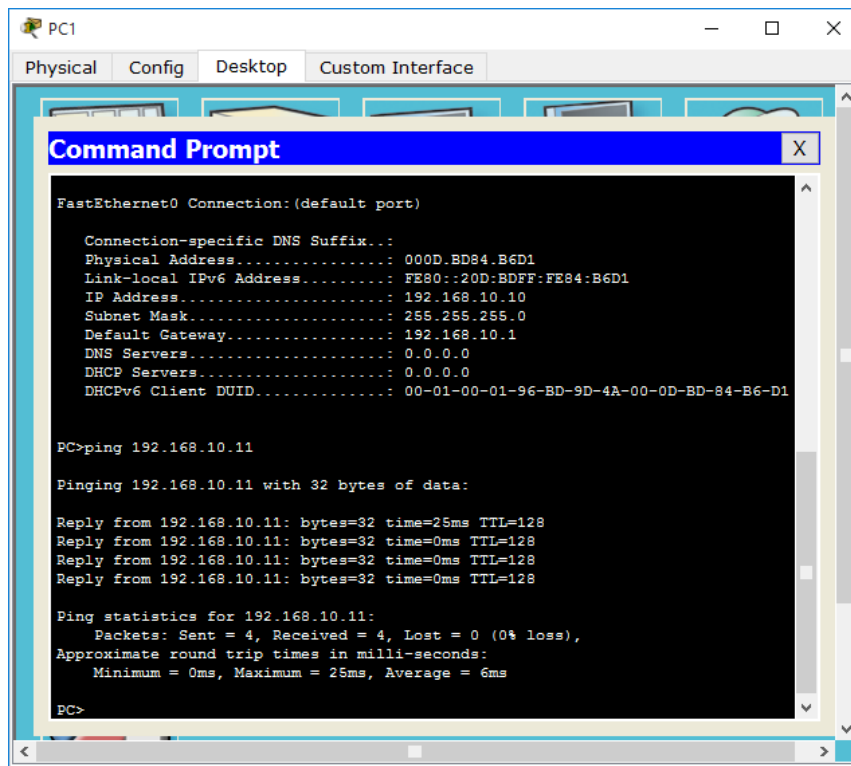 PC1
Physical Config Desktop Custom Interface
Command Prompt X
FastEthernet0 Connection:(default port)
Connection-specific DNS Suffix..:
Physical Address................: 000D.BD84.B6D1
Link-local IPv6 Address.........: FE80::20D:BDFF:FE84:B6D1
IP Address......................: 192.168.10.10
Subnet Mask.....................: 255.255.255.0
Default Gateway.................: 192.168.10.1
DNS Servers.....................: 0.0.0.0
DHCP Servers....................: 0.0.0.0
DHCPv6 Client DUID..............: 00-01-00-01-96-BD-9D-4A-00-0D-BD-84-B6-D1
PC>ping 192.168.10.11
Pinging 192.168.10.11 with 32 bytes of data:
Reply from 192.168.10.11: bytes=32 time=25ms TTL=128
Reply from 192.168.10.11: bytes=32 time=0ms TTL=128
Reply from 192.168.10.11: bytes=32 time=0ms TTL=128
Reply from 192.168.10.11: bytes=32 time=0ms TTL=128
Ping statistics for 192.168.10.11:
Packets: Sent = 4, Received = 4, Lost = 0 (0% loss),
Approximate round trip times in milli-seconds:
Minimum = 0ms, Maximum = 25ms, Average = 6ms
PC>